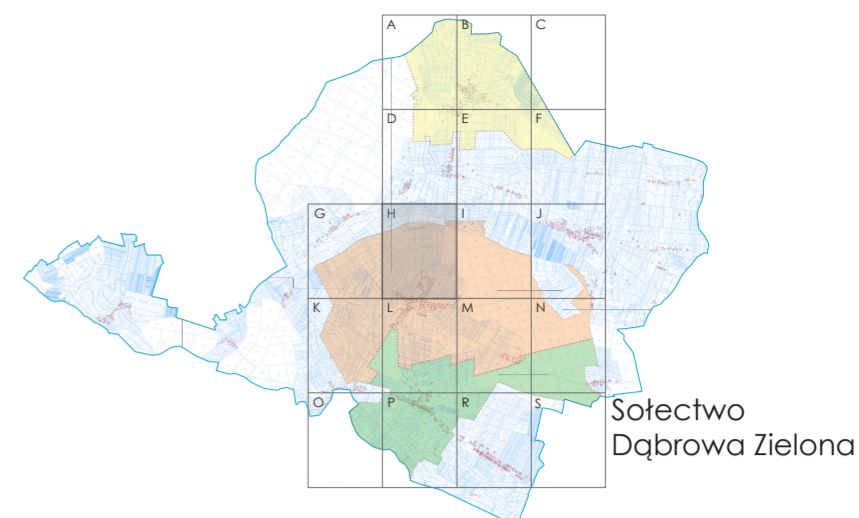 A B C
D E F
G H I J
K L M N
O P R S
Sołectwo
Dąbrowa Zielona